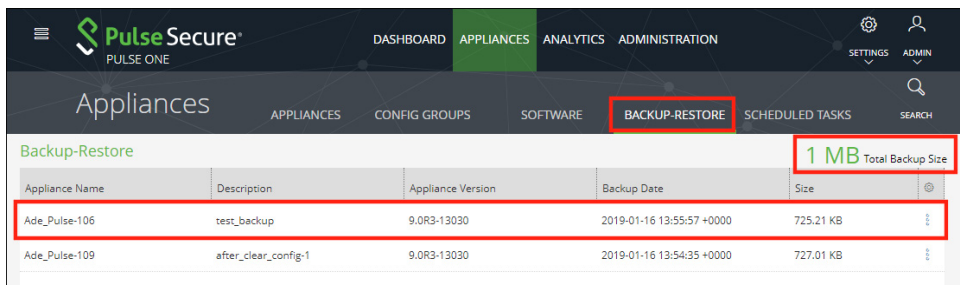 Pulse Secure®
PULSE ONE
DASHBOARD APPLIANCES ANALYTICS ADMINISTRATION
SETTINGS ADMIN
Appliances
APPLIANCES CONFIG GROUPS SOFTWARE BACKUP-RESTORE SCHEDULED TASKS
SEARCH
Backup-Restore
1 MB Total Backup Size
Appliance Name Description Appliance Version Backup Date Size
Ade_Pulse-106 test_backup 9.0R3-13030 2019-01-16 13:55:57 +0000 725.21 KB
Ade_Pulse-109 after_clear_config-1 9.0R3-13030 2019-01-16 13:54:35 +0000 727.01 KB